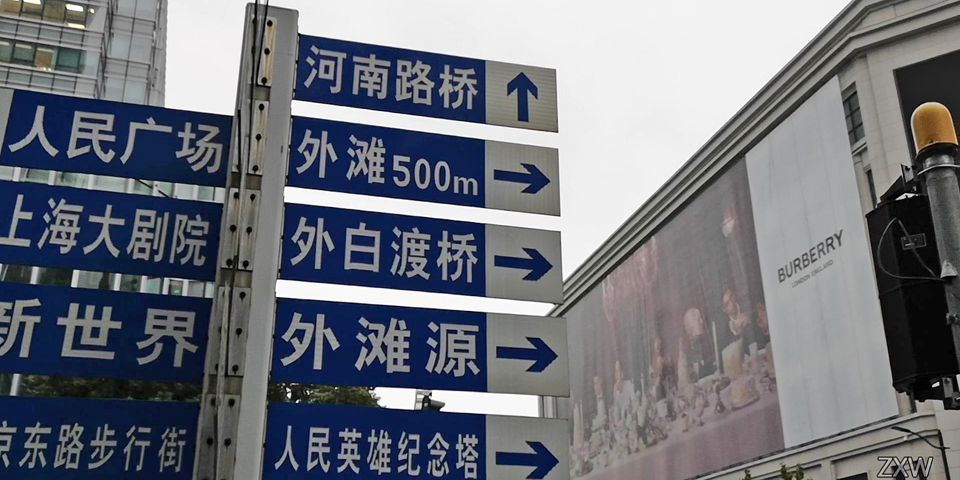 人民广场
上海大剧院
新世界
京东路步行街
河南路桥
外滩500m
外白渡桥
外滩源
人民英雄纪念塔
BURBERRY
LONDON ENGLAND
ZXW